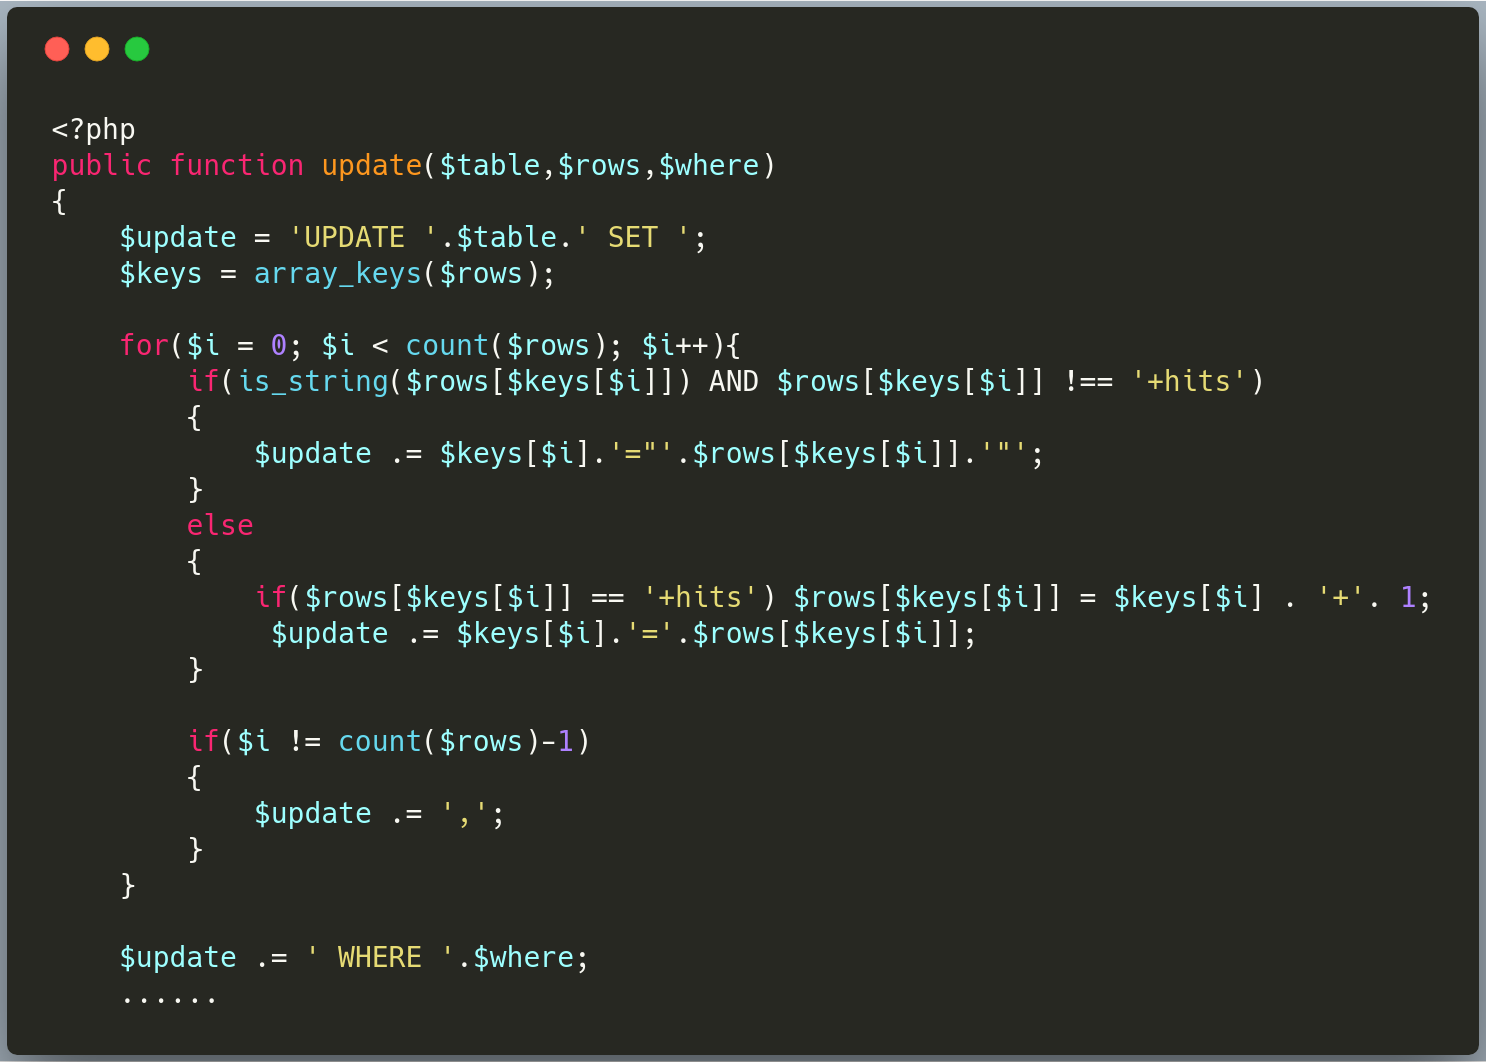 <?php
public function update($table,$rows,$where)
{
    $update = 'UPDATE '.$table.' SET ';
    $keys = array_keys($rows);

    for($i = 0; $i < count($rows); $i++){
        if(is_string($rows[$keys[$i]]) AND $rows[$keys[$i]] !== '+hits')
        {
            $update .= $keys[$i].'="'.$rows[$keys[$i]].'"';
        }
        else
        {
            if($rows[$keys[$i]] == '+hits') $rows[$keys[$i]] = $keys[$i] . '+'. 1;
             $update .= $keys[$i].'='.$rows[$keys[$i]];
        }

        if($i != count($rows)-1)
        {
            $update .= ',';
        }
    }

    $update .= ' WHERE '.$where;
    ......